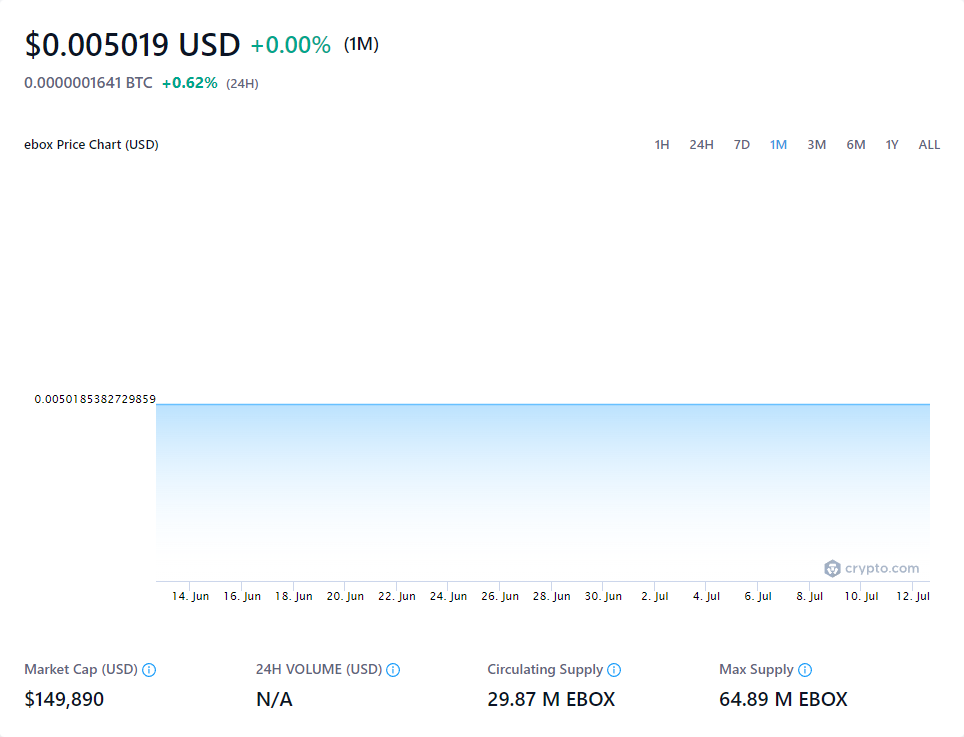 $0.005019 USD +0.00% (1M)
0.0000001641 BTC +0.62% (24H)
ebox Price Chart (USD) 1H 24H 7D 1M 3M 6M 1Y ALL
0.0050185382729859
crypto.com
14. Jun 16. Jun 18. Jun 20. Jun 22. Jun 24. Jun 26. Jun 28. Jun 30. Jun 2. Jul 4. Jul 6. Jul 8. Jul 10. Jul 12. Jul
Market Cap (USD) 24H VOLUME (USD) Circulating Supply Max Supply
$149,890 N/A 29.87 M EBOX 64.89 M EBOX